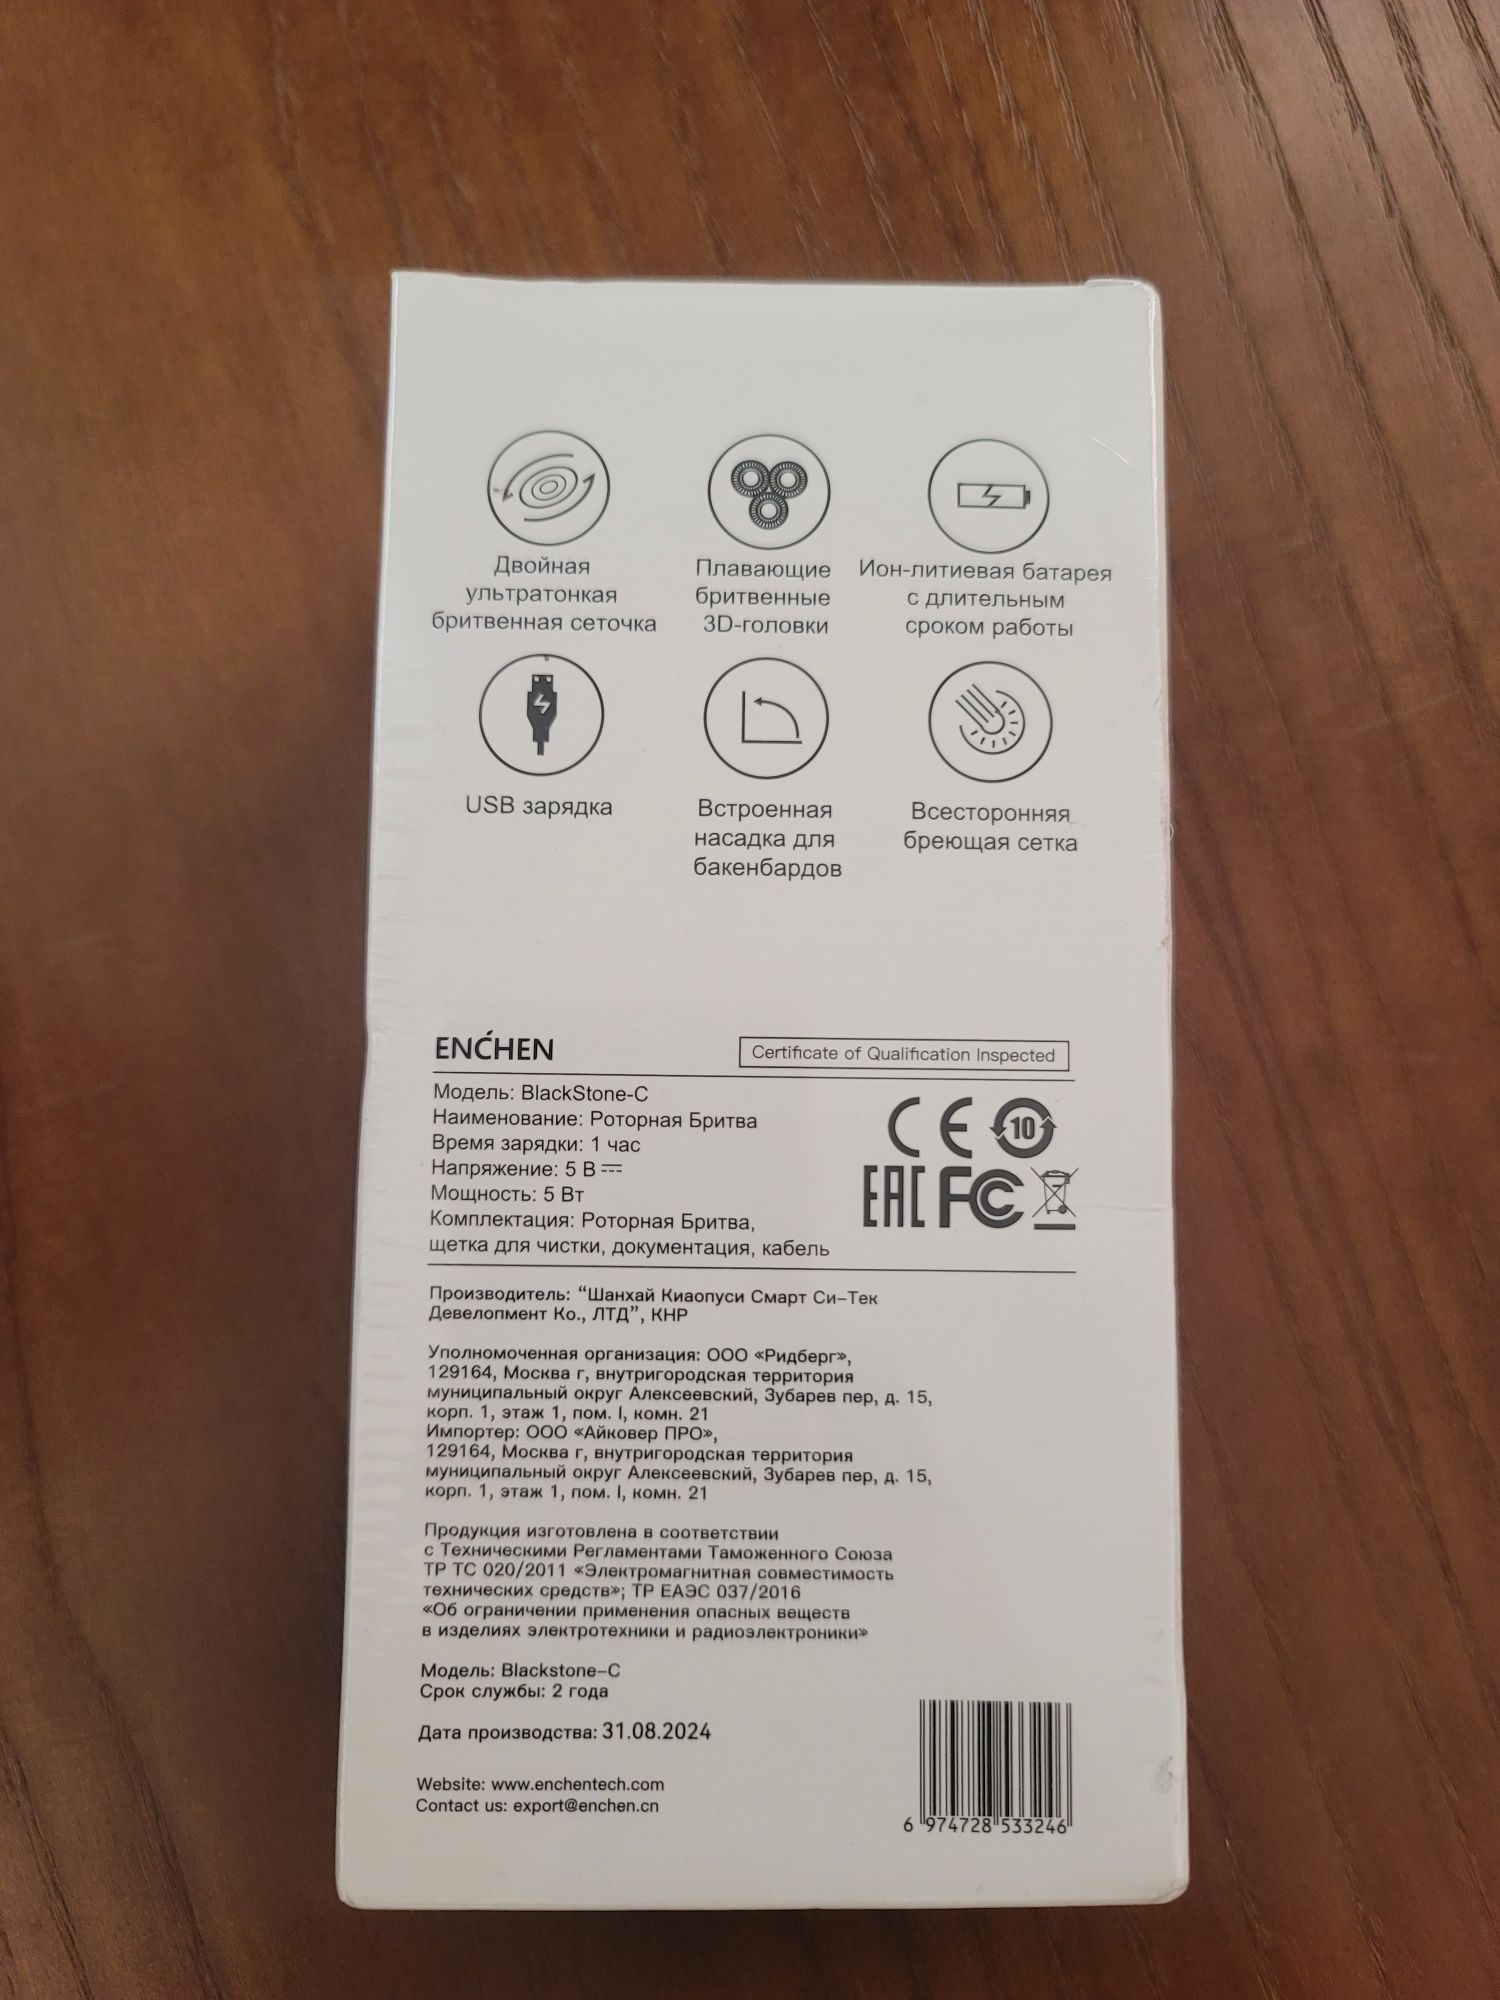 Двойная
ультратонкая
бритвенная сеточка
Плавающие
бритвенные
3D-головки
Ион-литиевая батарея
с длительным
сроком работы
USB зарядка
Встроенная
насадка для
бакенбардов
Всесторонняя
бреющая сетка
ENCHEN
Certificate of Qualification Inspected
Модель: BlackStone-C
Наименование: Роторная Бритва
Время зарядки: 1 час
Напряжение: 5 В
Мощность: 5 Вт
Комплектация: Роторная Бритва,
щетка для чистки, документация, кабель
CE 10
EAC FC
Производитель: “Шанхай Киаопуси Смарт Си-Тек
Девелопмент Ко., ЛТД”, КНР
Уполномоченная организация: ООО «Ридберг»,
129164, Москва г, внутригородская территория
муниципальный округ Алексеевский, Зубарев пер, д. 15,
корп. 1, этаж 1, пом. I, комн. 21
Импортер: ООО «Айковер ПРО»,
129164, Москва г, внутригородская территория
муниципальный округ Алексеевский, Зубарев пер, д. 15,
корп. 1, этаж 1, пом. I, комн. 21
Продукция изготовлена в соответствии
с Техническими Регламентами Таможенного Союза
ТР ТС 020/2011 «Электромагнитная совместимость
технических средств»; ТР ЕАЭС 037/2016
«Об ограничении применения опасных веществ
в изделиях электротехники и радиоэлектроники»
Модель: Blackstone-C
Срок службы: 2 года
Дата производства: 31.08.2024
Website: www.enchentech.com
Contact us: export@enchen.cn
6 974728 533246